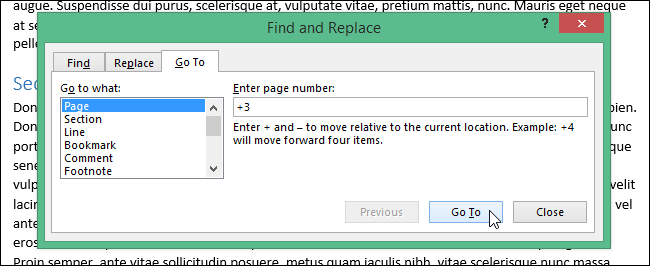 augue. Suspendisse dui purus, scelerisque at, vulputate vitae, pretium mattis, nunc. Mauris eget neque
at se
pelle
Find and Replace
Find
Replace
Go To
Go to what:
Enter page number:
Page
Section
Line
Bookmark
Comment
Footnote
+3
Enter + and – to move relative to the current location. Example: +4
will move forward four items.
Previous
Go To
Close
Sec
Don
pien.
Don
unc
port
que
sene
vulp
velit
lacin
vel
ante
eros
Proin semper, ante vitae sollicitudin posuere, metus quam iaculis nibh, vitae scelerisque nunc massa